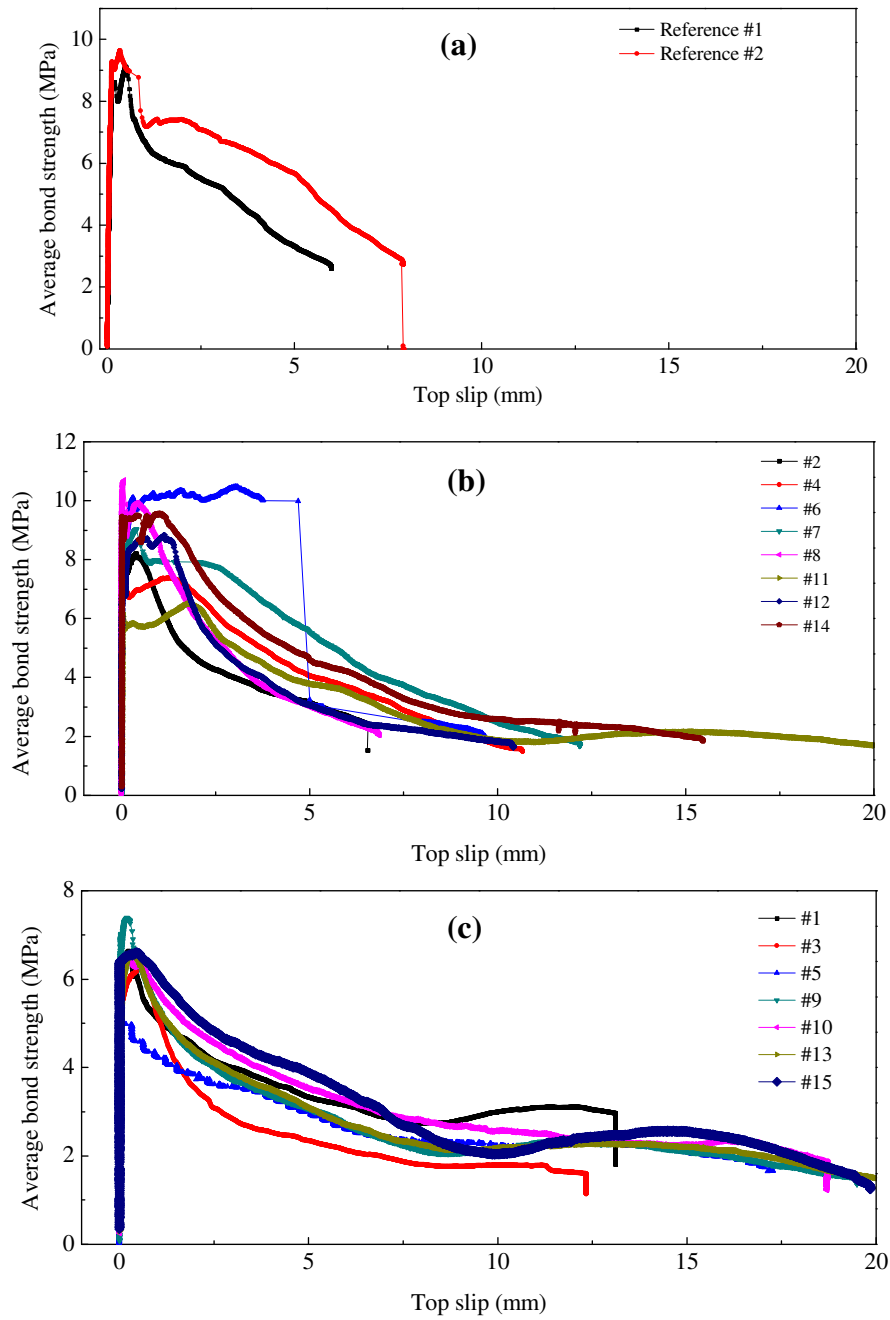 (a)
Reference #1
Reference #2
Average bond strength (MPa)
10
8
6
4
2
0
0 5 10 15 20
Top slip (mm)
(b)
#2
#4
#6
#7
#8
#11
#12
#14
Average bond strength (MPa)
12
10
8
6
4
2
0
0 5 10 15 20
Top slip (mm)
(c)
#1
#3
#5
#9
#10
#13
#15
Average bond strength (MPa)
8
6
4
2
0
0 5 10 15 20
Top slip (mm)